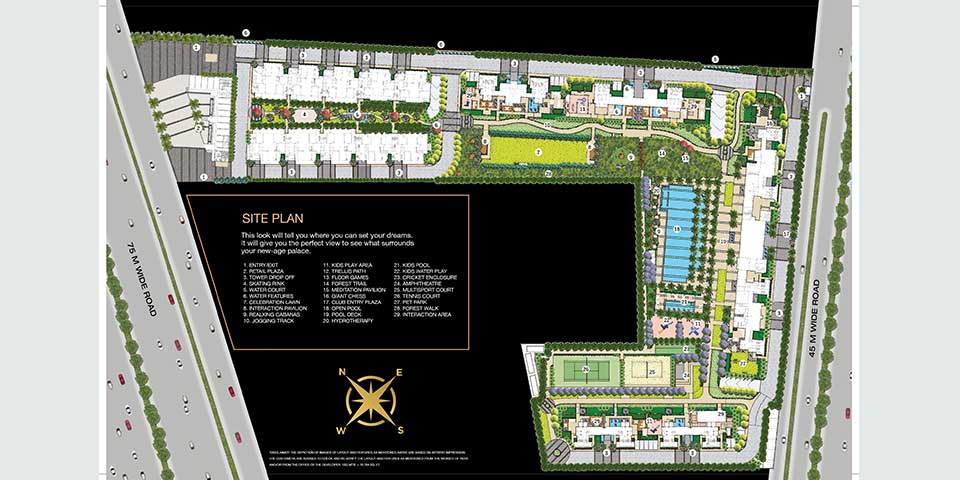 SITE PLAN
This look will tell you where you can set your dreams.
It will give you the perfect view to see what surrounds
your new-age palace.
1. ENTRY/EXIT
2. RETAIL PLAZA
3. TOWER DROP OFF
4. SKATING RINK
5. WATER COURT
6. WATER FEATURES
7. CELEBRATION LAWN
8. INTERACTION PAVILION
9. REALXING CABANAS
10. JOGGING TRACK
11. KIDS PLAY AREA
12. TRELLIS PATH
13. FLOOR GAMES
14. FOREST TRAIL
15. MEDITATION PAVILION
16. GIANT CHESS
17. CLUB ENTRY PLAZA
18. OPEN POOL
19. POOL DECK
20. HYDROTHERAPY
21. KIDS POOL
22. KIDS WATER PLAY
23. CRICKET ENCLOSURE
24. AMPHITHEATRE
25. MULTISPORT COURT
26. TENNIS COURT
27. PET PARK
28. FOREST WALK
29. INTERACTION AREA
75 M WIDE ROAD
45 M WIDE ROAD
N E
W S